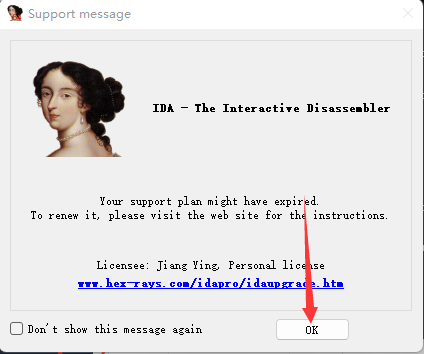 Support message
IDA - The Interactive Disassembler
Your support plan might have expired.
To renew it, please visit the web site for the instructions.
Licensee: Jiang Ying, Personal license
www.hex-rays.com/idapro/idaupgrade.htm
Don't show this message again
OK